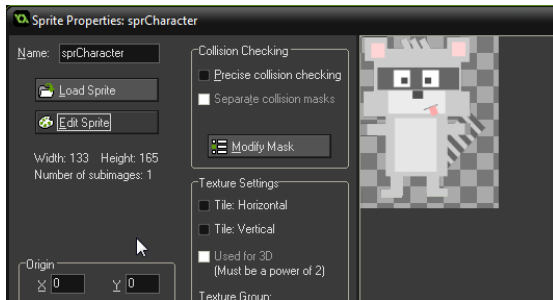 Sprite Properties: sprCharacter
Name: sprCharacter
Load Sprite
Edit Sprite
Width: 133 Height: 165
Number of subimages: 1
Origin
X 0 Y 0
Collision Checking
Precise collision checking
Separate collision masks
Modify Mask
Texture Settings
Tile: Horizontal
Tile: Vertical
Used for 3D
(Must be a power of 2)
Texture Group: